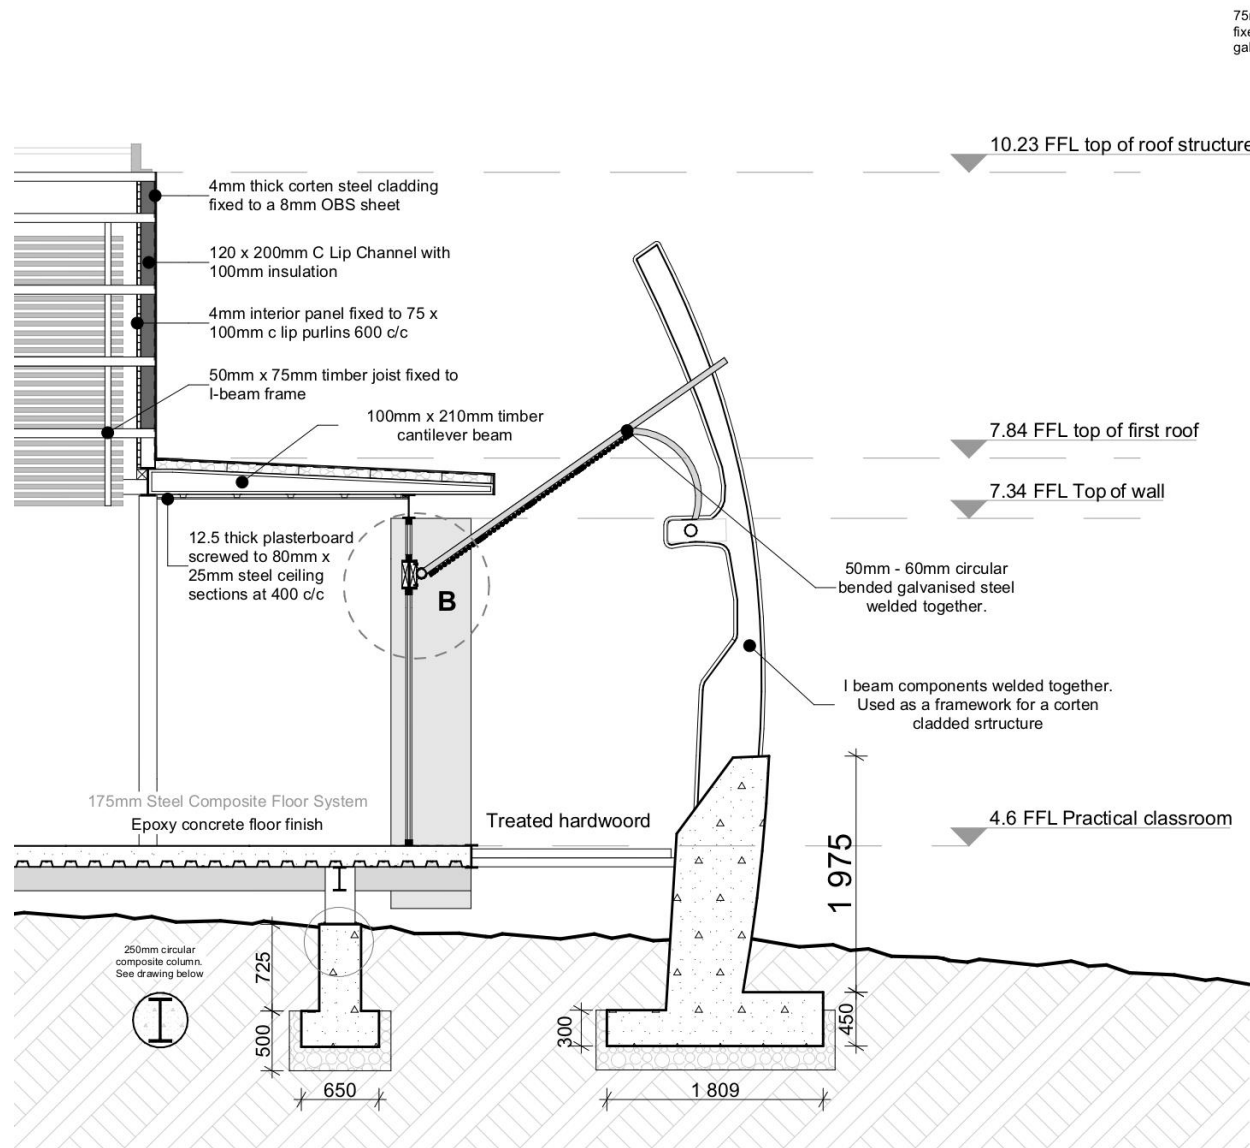 75
fixe
gal
10.23 FFL top of roof structure
4mm thick corten steel cladding
fixed to a 8mm OBS sheet
120 x 200mm C Lip Channel with
100mm insulation
4mm interior panel fixed to 75 x
100mm c lip purlins 600 c/c
50mm x 75mm timber joist fixed to
I-beam frame
100mm x 210mm timber
cantilever beam
7.84 FFL top of first roof
7.34 FFL Top of wall
12.5 thick plasterboard
screwed to 80mm x
25mm steel ceiling
sections at 400 c/c
B
50mm - 60mm circular
bended galvanised steel
welded together.
I beam components welded together.
Used as a framework for a corten
cladded srtructure
175mm Steel Composite Floor System
Epoxy concrete floor finish
Treated hardwoord
4.6 FFL Practical classroom
1 975
250mm circular
composite column.
See drawing below
725
500
650
300
450
1 809